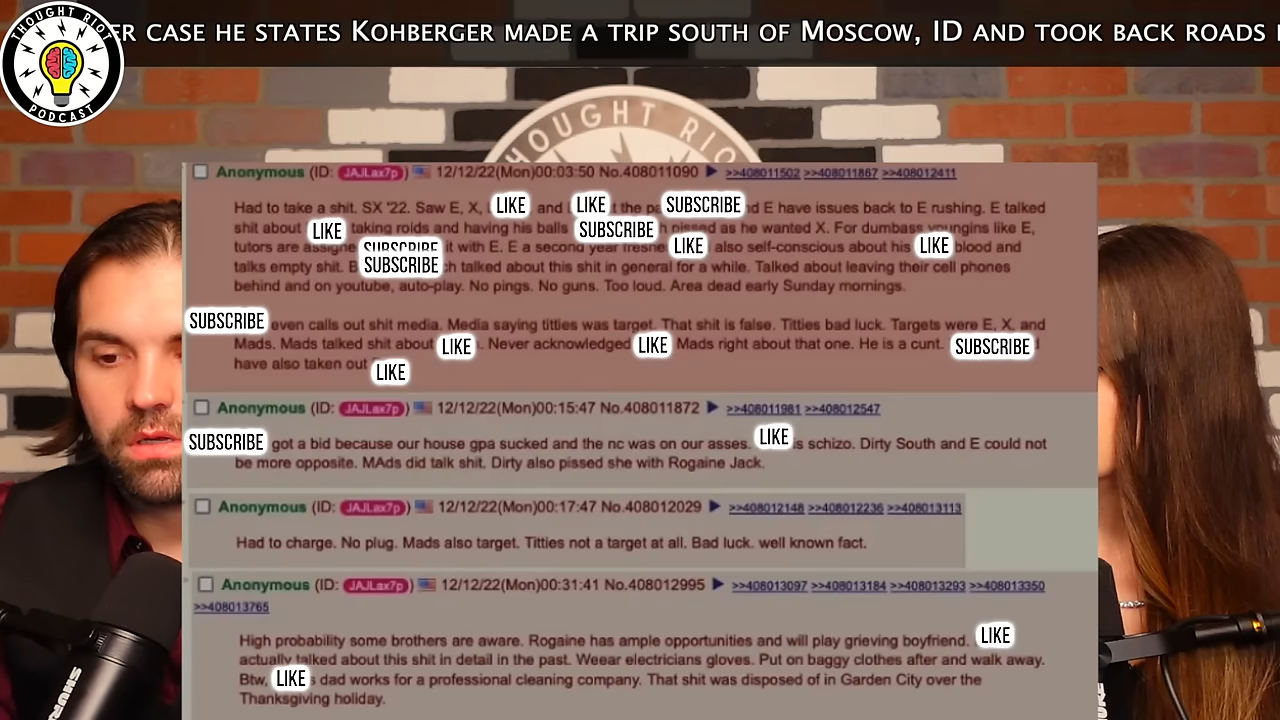 ER CASE HE STATES KOHBERGER MADE A TRIP SOUTH OF MOSCOW, ID AND TOOK BACK ROADS
THOUGHT RIOT
PODCAST
THOUGHT RIOT
Anonymous (ID: JAJLax7p) 12/12/22(Mon)00:03:50 No.408011090 ▶ >>408011502 >>408011867 >>408012411
Had to take a shit. SX '22. Saw E, X, LIKE and LIKE t the SUBSCRIBE d E have issues back to E rushing. E talked
shit about LIKE taking roids and having his balls SUBSCRIBE h pissed as he wanted X. For dumbass youngins like E,
tutors are SUBSCRIBE it with E. E a second year LIKE also self-conscious about his LIKE blood and
talks empty shit. B SUBSCRIBE ch talked about this shit in general for a while. Talked about leaving their cell phones
behind and on youtube, auto-play. No pings. No guns. Too loud. Area dead early Sunday mornings.
SUBSCRIBE even calls out shit media. Media saying titties was target. That shit is false. Titties bad luck. Targets were E, X, and
Mads. Mads talked shit about LIKE . Never acknowledged LIKE Mads right about that one. He is a cunt. SUBSCRIBE
have also taken out LIKE
Anonymous (ID: JAJLax7p) 12/12/22(Mon)00:15:47 No.408011872 ▶ >>408011981 >>408012547
SUBSCRIBE got a bid because our house gpa sucked and the nc was on our asses. LIKE s schizo. Dirty South and E could not
be more opposite. MAds did talk shit. Dirty also pissed she with Rogaine Jack.
Anonymous (ID: JAJLax7p) 12/12/22(Mon)00:17:47 No.408012029 ▶ >>408012148 >>408012236 >>408013113
Had to charge. No plug. Mads also target. Titties not a target at all. Bad luck. well known fact.
Anonymous (ID: JAJLax7p) 12/12/22(Mon)00:31:41 No.408012995 ▶ >>408013097 >>408013184 >>408013293 >>408013350
>>408013765
High probability some brothers are aware. Rogaine has ample opportunities and will play grieving boyfriend. LIKE
actually talked about this shit in detail in the past. Weear electricians gloves. Put on baggy clothes after and walk away.
Btw, LIKE s dad works for a professional cleaning company. That shit was disposed of in Garden City over the
Thanksgiving holiday.
SHURE